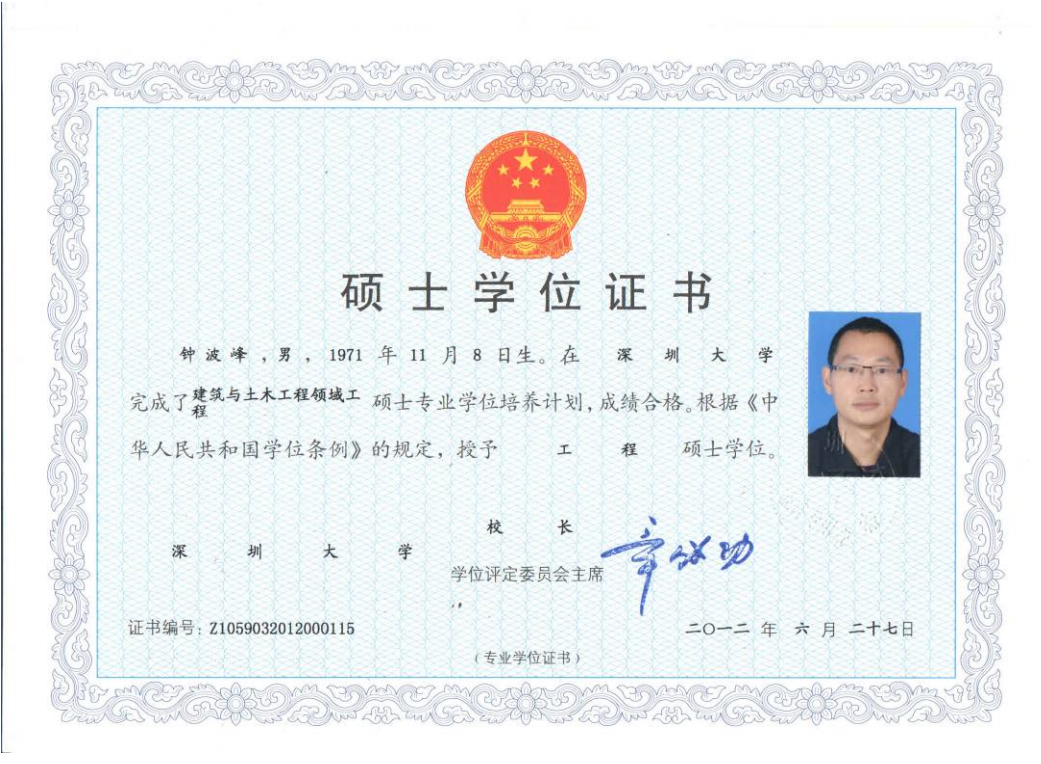 硕士学位证书
钟波峰,男,1971 年 11 月 8 日生。在 深圳大学
完成了建筑与土木工程领域工程 硕士专业学位培养计划,成绩合格。根据《中
华人民共和国学位条例》的规定,授予 工程 硕士学位。
校长
深圳大学
学位评定委员会主席
章必功
证书编号:Z1059032012000115
二〇一二 年 六 月 二十七日
(专业学位证书)